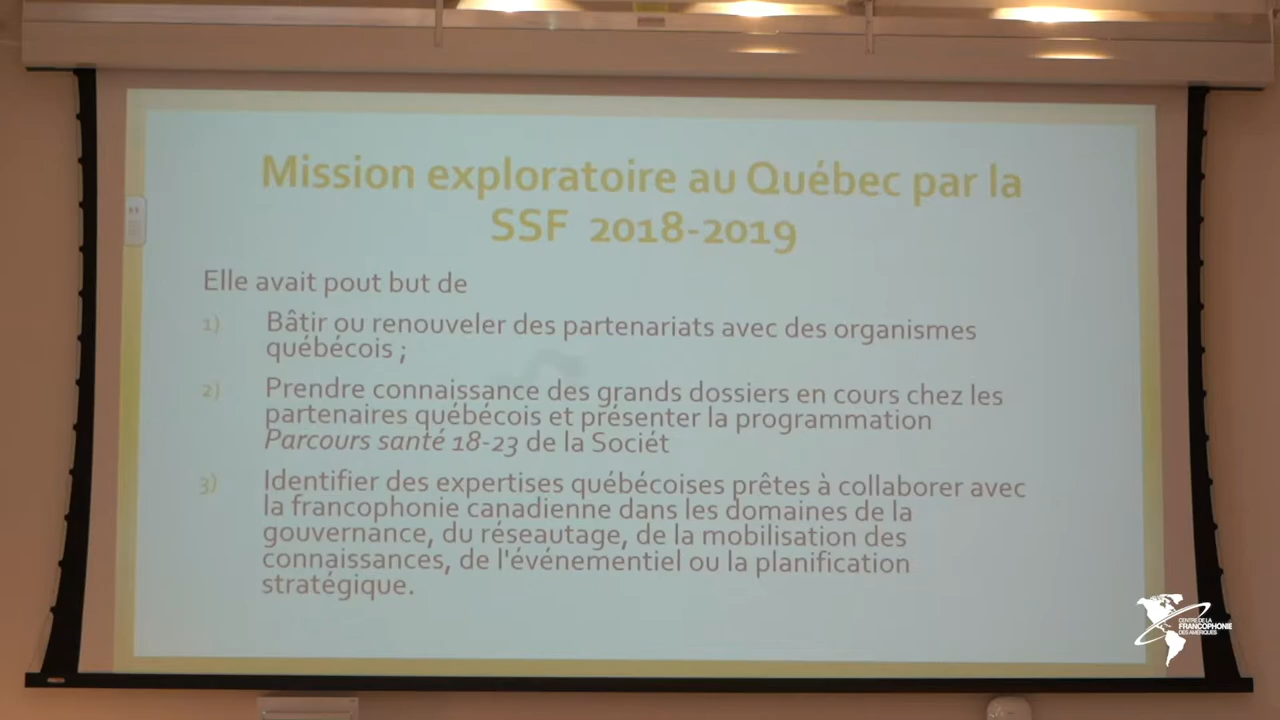 Mission exploratoire au Québec par la
SSF 2018-2019
Elle avait pout but de
1) Bâtir ou renouveler des partenariats avec des organismes
québécois ;
2) Prendre connaissance des grands dossiers en cours chez les
partenaires québécois et présenter la programmation
Parcours santé 18-23 de la Sociét
3) Identifier des expertises québécoises prêtes à collaborer avec
la francophonie canadienne dans les domaines de la
gouvernance, du réseautage, de la mobilisation des
connaissances, de l'événementiel ou la planification
stratégique.
CENTRE DE LA
FRANCOPHONIE
DES AMÉRIQUES